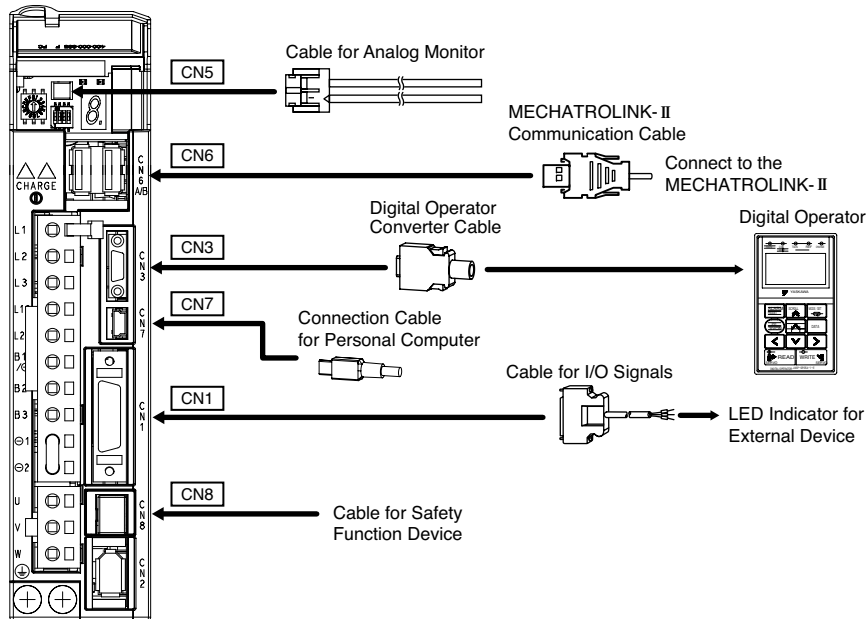 Cable for Analog Monitor
CN5
MECHATROLINK-II
Communication Cable
CN6
Connect to the
MECHATROLINK-II
CN6
A/B
CHARGE
Digital Operator
Converter Cable
Digital Operator
CN3
CN3
YASKAWA
CN7
CN7
Connection Cable
for Personal Computer
DATA
READ
WRITE
Cable for I/O Signals
CN1
CN1
LED Indicator for
External Device
CN8
CN8
Cable for Safety
Function Device
CN2
L1
L2
L3
L1
L2
B1
B2
B3
⊖1
⊖2
U
V
W